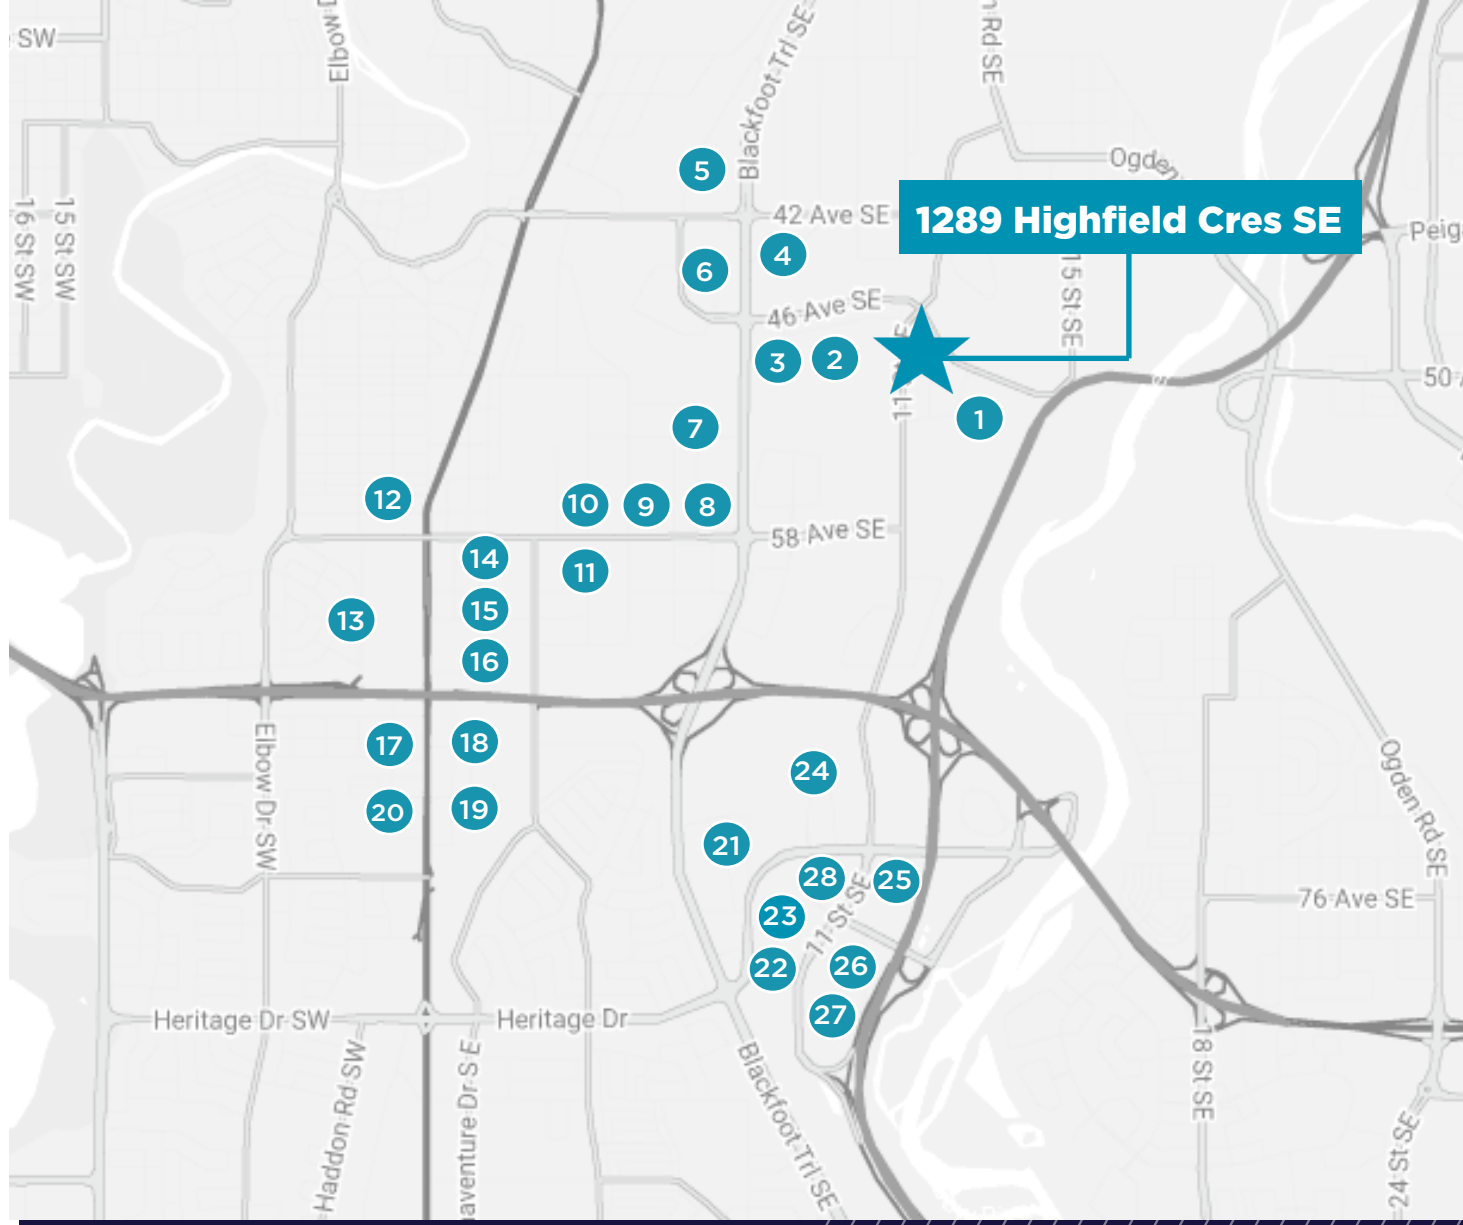 SW
Elbow
Blackfoot Trl SE
Rd SE
Ogden
5
42 Ave SE
1289 Highfield Cres SE
16 St SW
15 St SW
4
6
15 St SE
Peig
46 Ave SE
3
2
11
50
1
7
12
10
9
8
58 Ave SE
14
11
15
13
16
Elbow Dr SW
17
18
24
Ogden Rd SE
20
19
21
28
25
76 Ave SE
23
11 St SE
22
26
27
Heritage Dr SW
Heritage Dr
Haddon Rd SW
aventure Dr S E
Blackfoot Trl SE
18 St SE
24 St SE